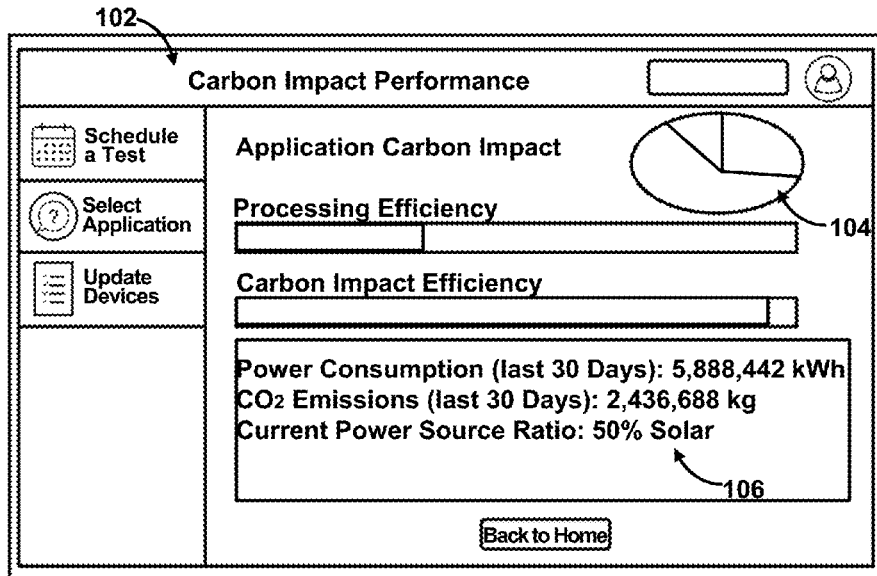 102
Carbon Impact Performance
Schedule
a Test
Select
Application
Update
Devices
Application Carbon Impact
104
Processing Efficiency
Carbon Impact Efficiency
Power Consumption (last 30 Days): 5,888,442 kWh
CO2 Emissions (last 30 Days): 2,436,688 kg
Current Power Source Ratio: 50% Solar
106
Back to Home